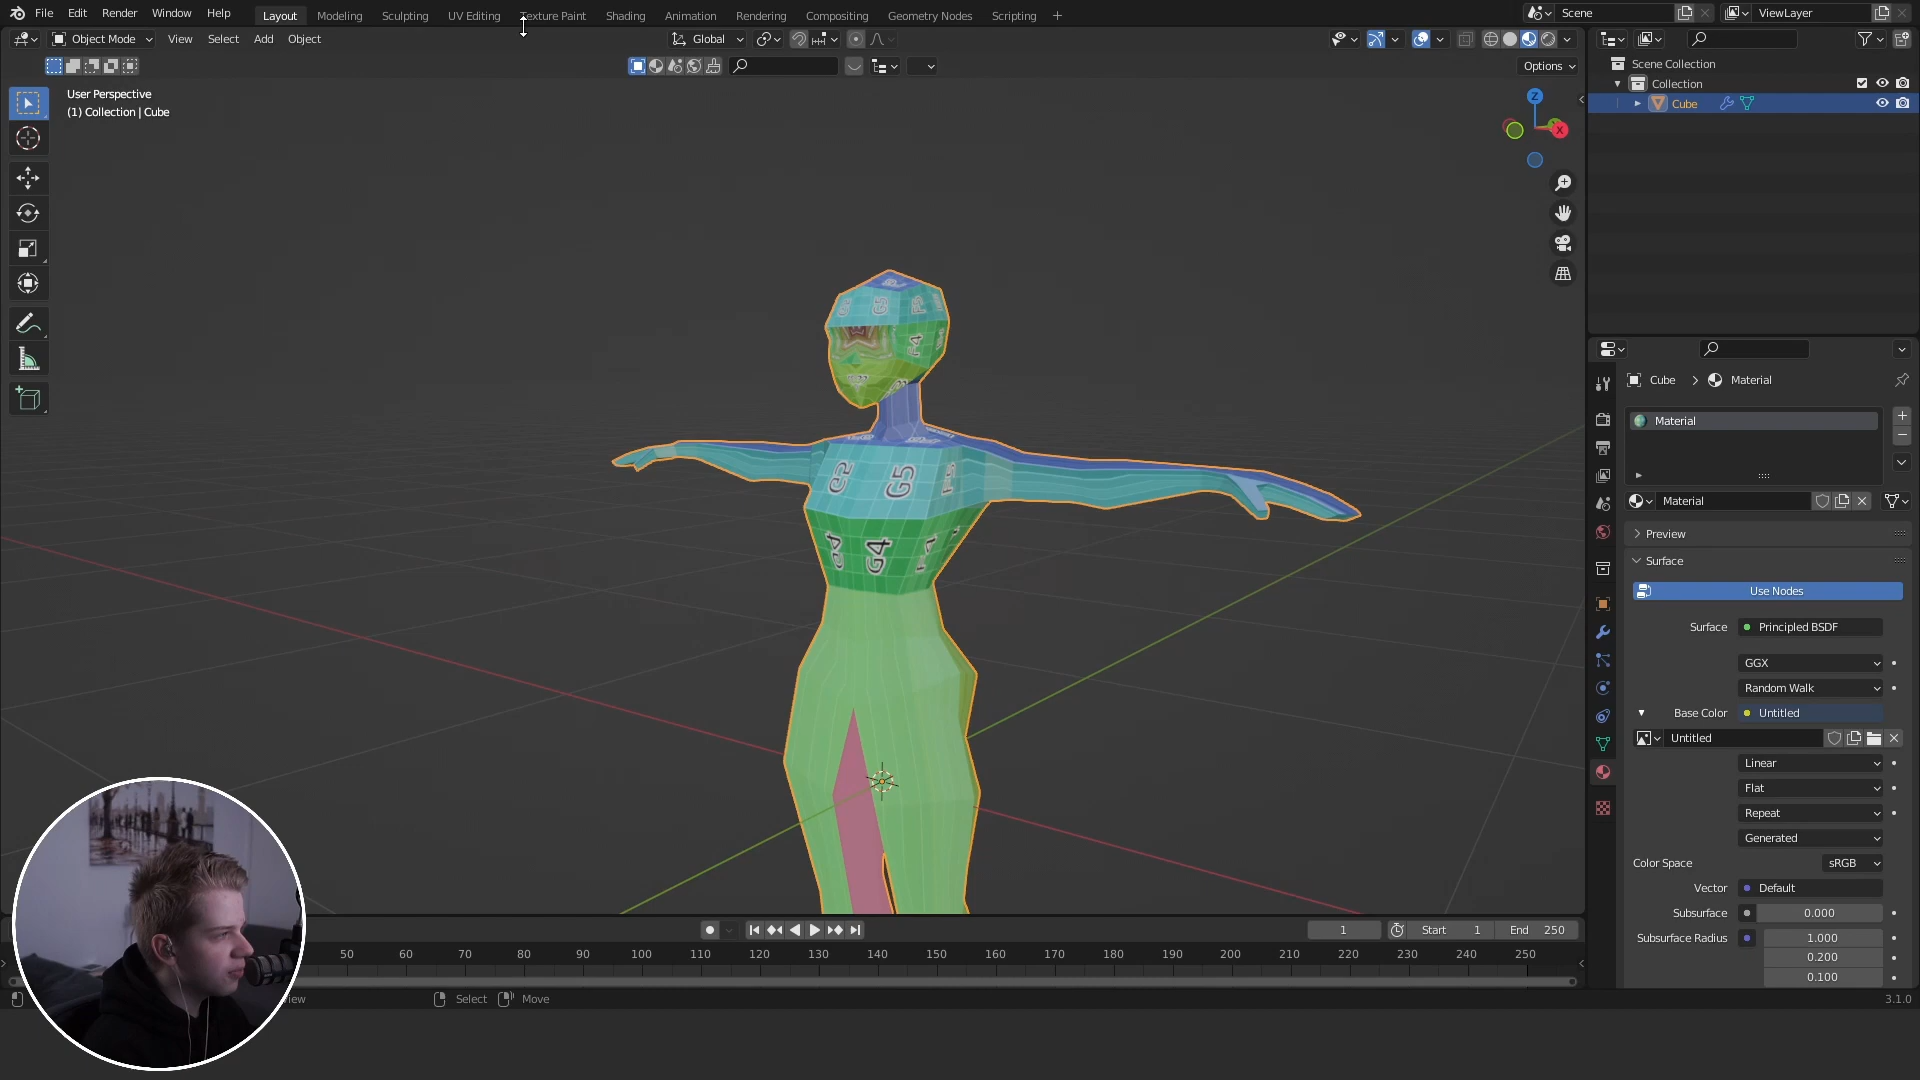 File Edit Render Window Help Layout Modeling Sculpting UV Editing Texture Paint Shading Animation Rendering Compositing Geometry Nodes Scripting Scene ViewLayer
Object Mode View Select Add Object Global
Options
User Perspective
(1) Collection | Cube
Z
X
Scene Collection
Collection
Cube
Cube > Material
Material
Material
Preview
Surface
Use Nodes
Surface Principled BSDF
GGX
Random Walk
Base Color Untitled
Untitled
Linear
Flat
Repeat
Generated
Color Space sRGB
Vector Default
Subsurface 0.000
Subsurface Radius 1.000
0.200
0.100
G5
F4
G5
G4
1 Start 1 End 250
50 60 70 80 90 100 110 120 130 140 150 160 170 180 190 200 210 220 230 240 250
Select Move
3.1.0